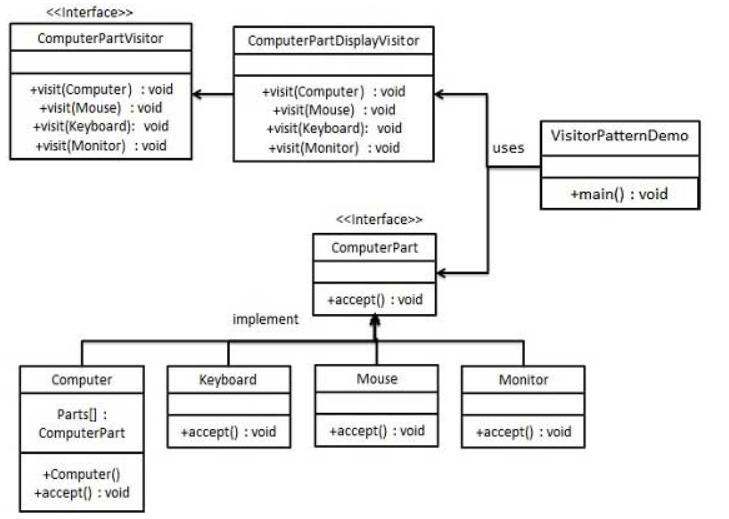 <<Interface>>
ComputerPartVisitor
+visit(Computer) : void
+visit(Mouse) : void
+visit(Keyboard): void
+visit(Monitor) : void
ComputerPartDisplayVisitor
+visit(Computer) : void
+visit(Mouse) : void
+visit(Keyboard): void
+visit(Monitor) : void
uses
VisitorPatternDemo
+main() : void
<<Interface>>
ComputerPart
+accept() : void
implement
Computer
Parts[] :
ComputerPart
+Computer()
+accept() : void
Keyboard
+accept() : void
Mouse
+accept() : void
Monitor
+accept() : void